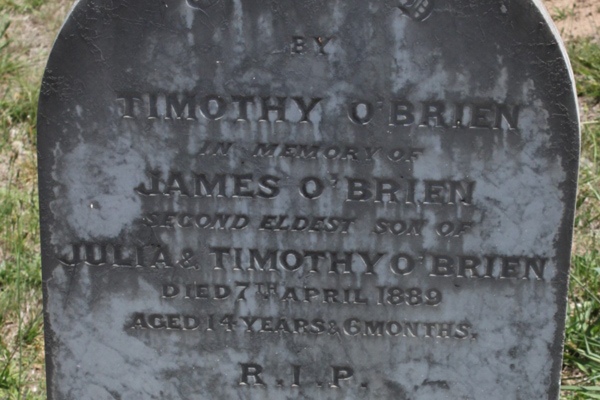 BY
TIMOTHY O'BRIEN
IN MEMORY OF
JAMES O'BRIEN
SECOND ELDEST SON OF
JULIA & TIMOTHY O'BRIEN
DIED 7TH APRIL 1889
AGED 14 YEARS & 6 MONTHS.
R.I.P.